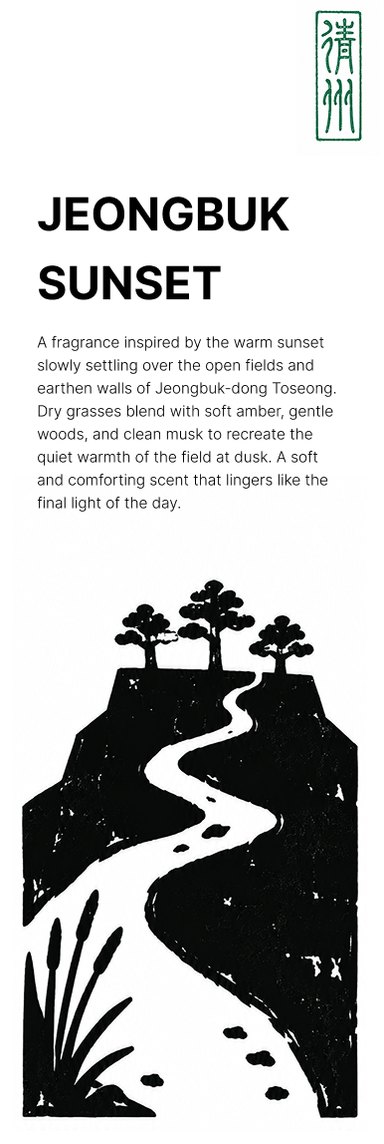 清州
JEONGBUK
SUNSET
A fragrance inspired by the warm sunset
slowly settling over the open fields and
earthen walls of Jeongbuk-dong Toseong.
Dry grasses blend with soft amber, gentle
woods, and clean musk to recreate the
quiet warmth of the field at dusk. A soft
and comforting scent that lingers like the
final light of the day.